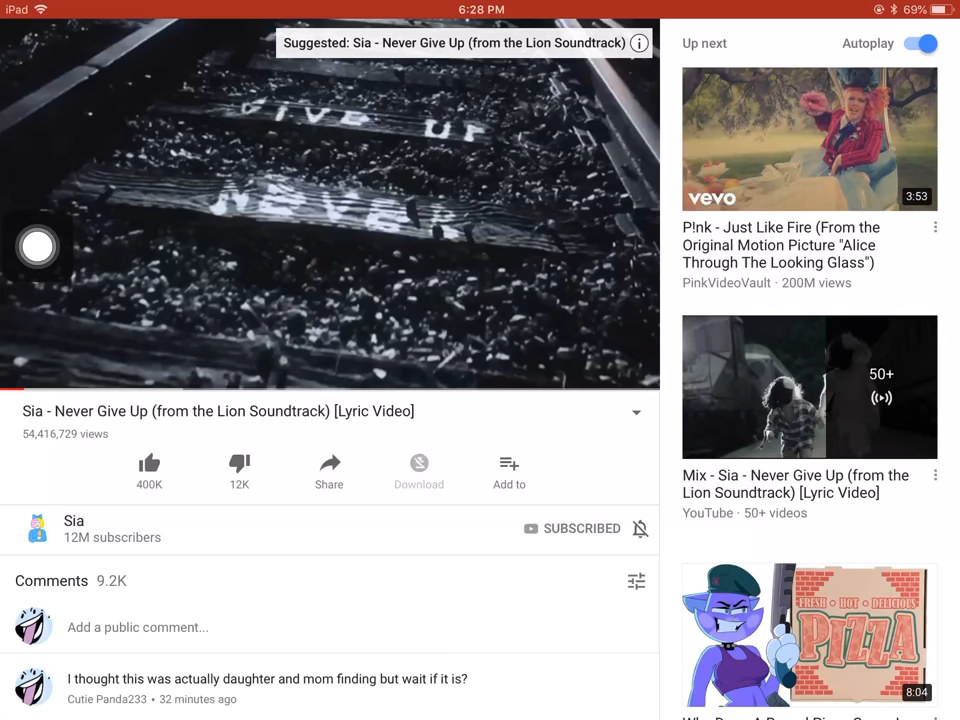 iPad 6:28 PM 69%
Suggested: Sia - Never Give Up (from the Lion Soundtrack)
GIVE UP
NEVER
Sia - Never Give Up (from the Lion Soundtrack) [Lyric Video]
54,416,729 views
400K 12K Share Download Add to
Sia
12M subscribers
SUBSCRIBED
Comments 9.2K
Add a public comment...
I thought this was actually daughter and mom finding but wait if it is?
Cutie Panda233 • 32 minutes ago
Up next Autoplay
vevo 3:53
P!nk - Just Like Fire (From the
Original Motion Picture "Alice
Through The Looking Glass")
PinkVideoVault · 200M views
50+
Mix - Sia - Never Give Up (from the
Lion Soundtrack) [Lyric Video]
YouTube · 50+ videos
FRESH • HOT • DELICIOUS
PIZZA
8:04